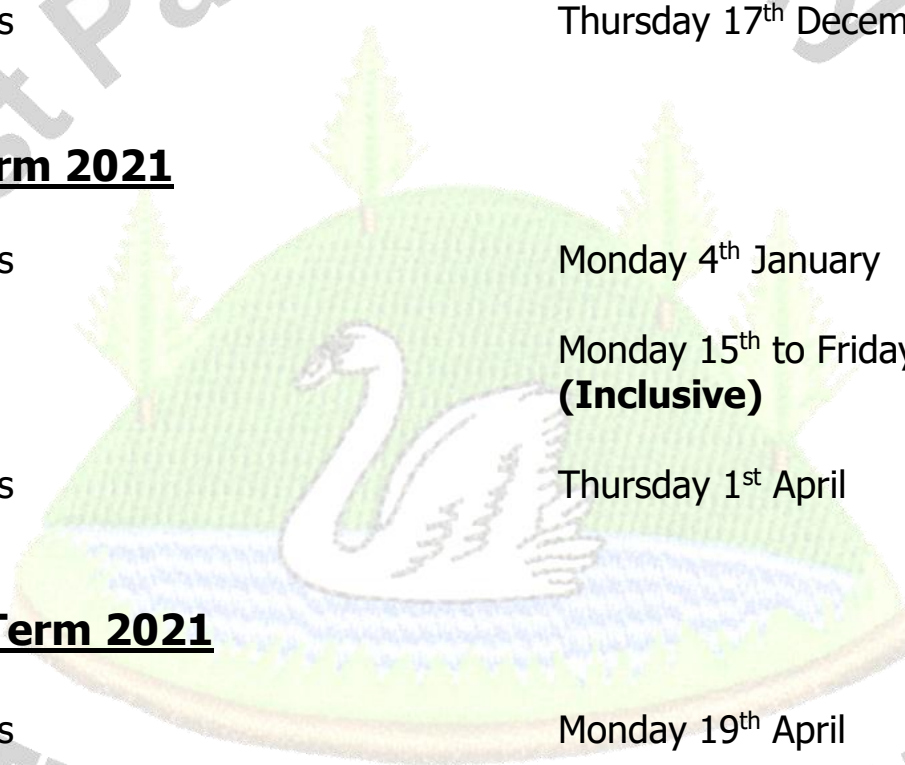 s Thursday 17th Decem
rm 2021
s Monday 4th January
Monday 15th to Friday
(Inclusive)
s Thursday 1st April
Term 2021
s Monday 19th April